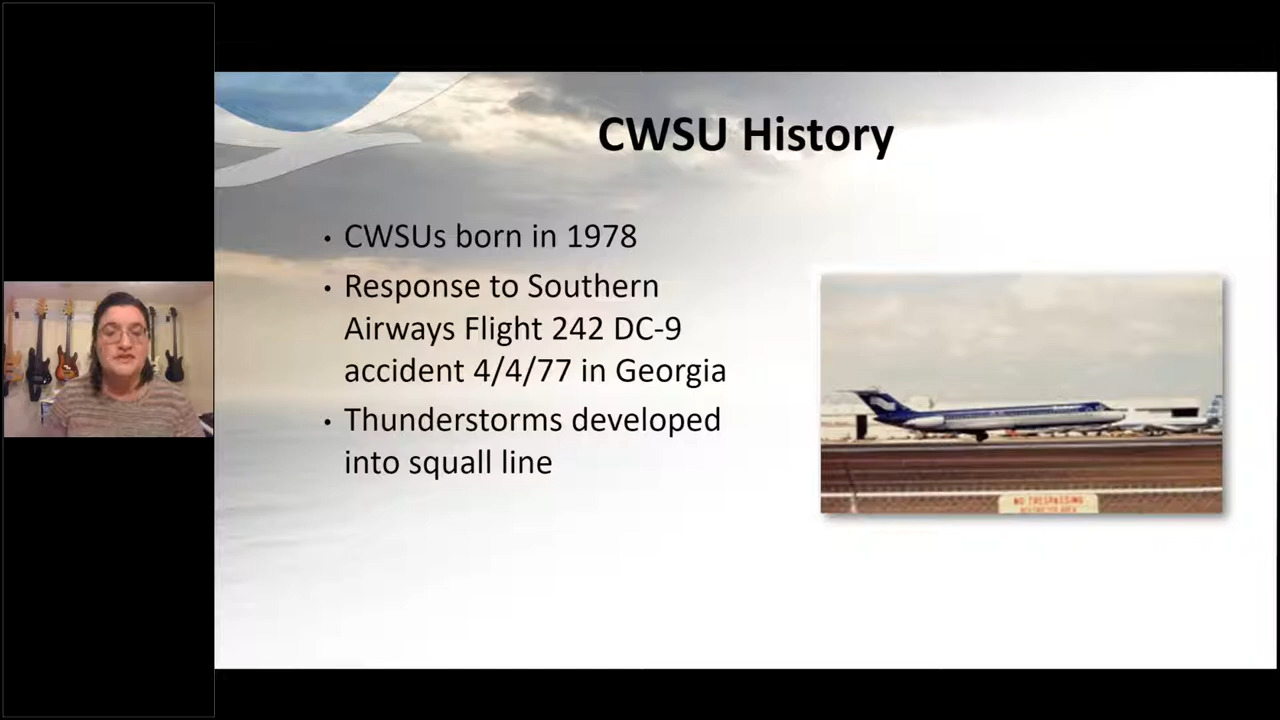 CWSU History
• CWSUs born in 1978
• Response to Southern
Airways Flight 242 DC-9
accident 4/4/77 in Georgia
• Thunderstorms developed
into squall line
NO TRESPASSING